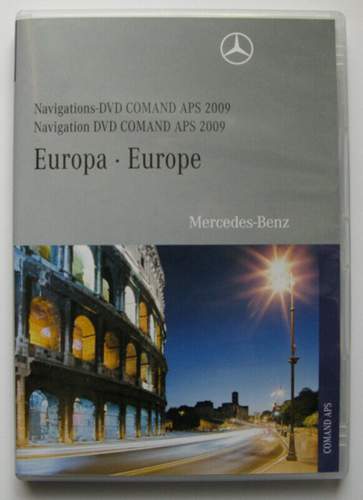 Navigations-DVD COMAND APS 2009
Navigation DVD COMAND APS 2009
Europa · Europe
Mercedes-Benz
COMAND APS